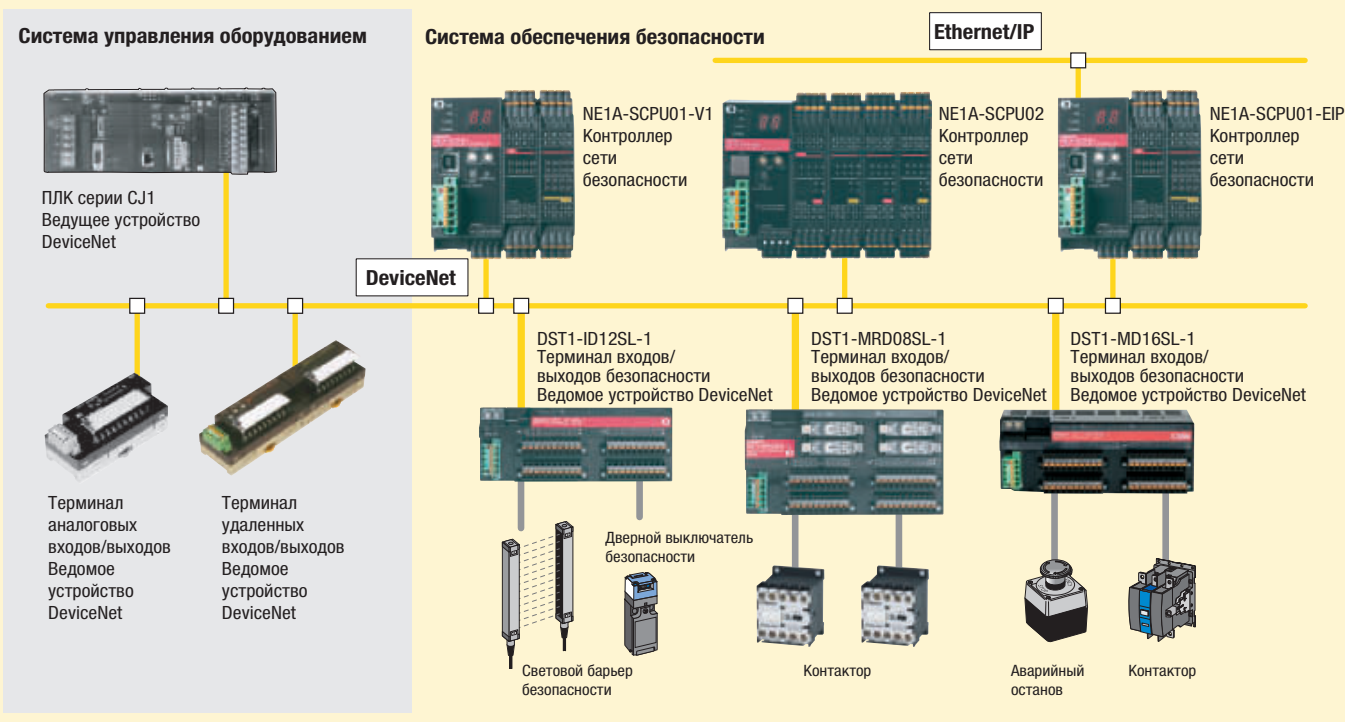 Система управления оборудованием
Система обеспечения безопасности
Ethernet/IP
ПЛК серии CJ1
Ведущее устройство
DeviceNet
NE1A-SCPU01-V1
Контроллер
сети
безопасности
NE1A-SCPU02
Контроллер
сети
безопасности
NE1A-SCPU01-EIP
Контроллер
сети
безопасности
DeviceNet
DST1-ID12SL-1
Терминал входов/
выходов безопасности
Ведомое устройство DeviceNet
DST1-MRD08SL-1
Терминал входов/
выходов безопасности
Ведомое устройство DeviceNet
DST1-MD16SL-1
Терминал входов/
выходов безопасности
Ведомое устройство DeviceNet
Терминал
аналоговых
входов/выходов
Ведомое
устройство
DeviceNet
Терминал
удаленных
входов/выходов
Ведомое
устройство
DeviceNet
Дверной выключатель
безопасности
Световой барьер
безопасности
Контактор
Аварийный
останов
Контактор